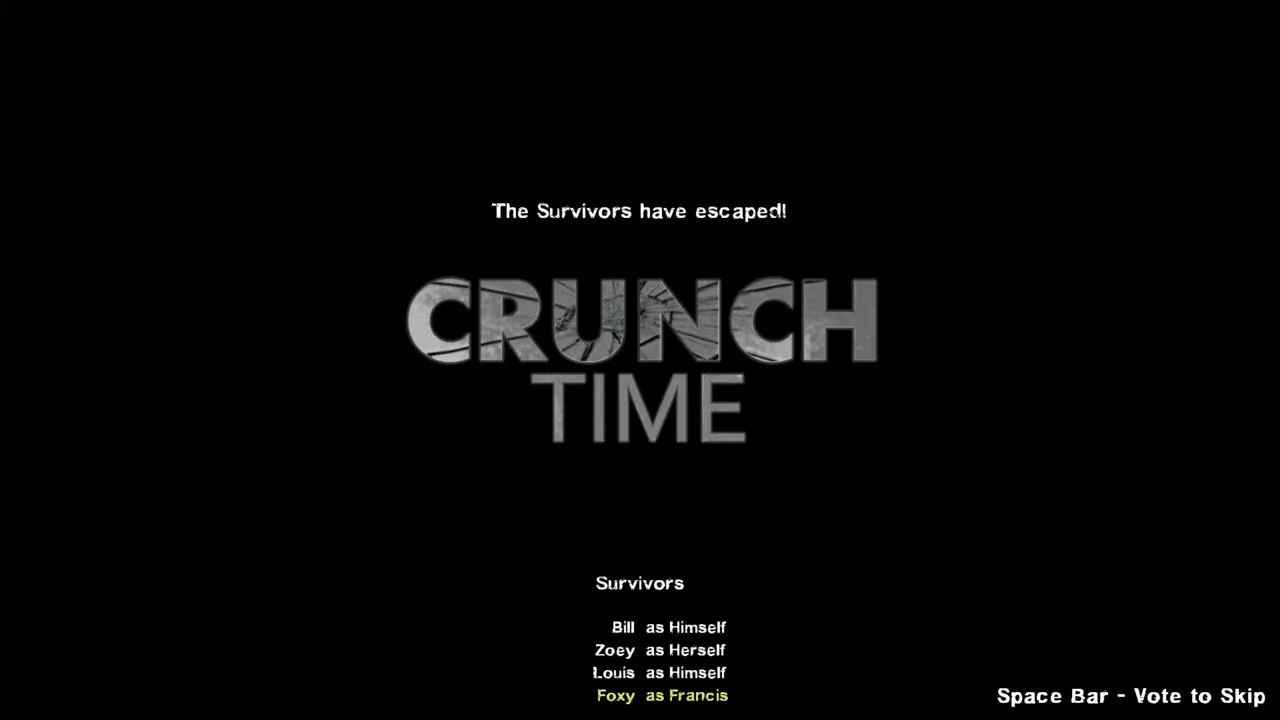 The Survivors have escaped!
CRUNCH
TIME
Survivors
Bill as Himself
Zoey as Herself
Louis as Himself
Foxy as Francis
Space Bar - Vote to Skip